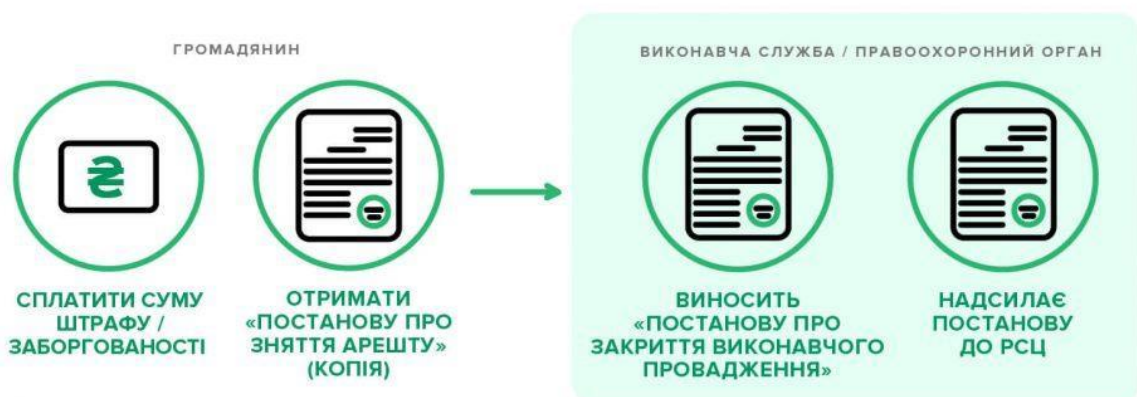 ГРОМАДЯНИН
ВИКОНАВЧА СЛУЖБА / ПРАВООХОРОННИЙ ОРГАН
₴
СПЛАТИТИ СУМУ
ШТРАФУ /
ЗАБОРГОВАНОСТІ
ОТРИМАТИ
«ПОСТАНОВУ ПРО
ЗНЯТТЯ АРЕШТУ»
(КОПІЯ)
ВИНОСИТЬ
«ПОСТАНОВУ ПРО
ЗАКРИТТЯ ВИКОНАВЧОГО
ПРОВАДЖЕННЯ»
НАДСИЛАЄ
ПОСТАНОВУ
ДО РСЦ